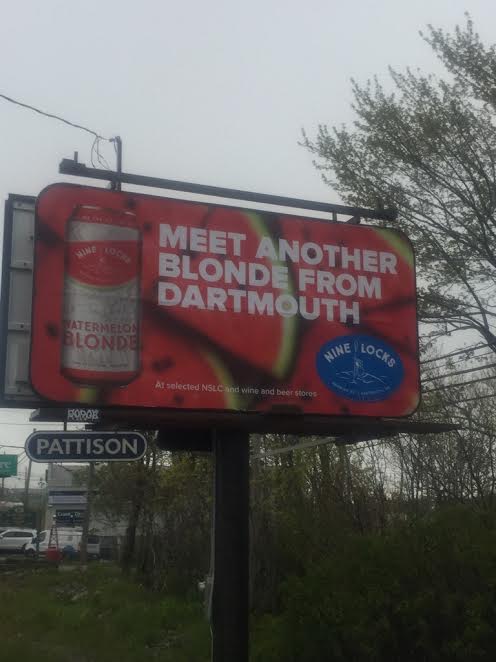 MEET ANOTHER
BLONDE FROM
DARTMOUTH
NINE LOCKS
WATERMELON
BLONDE
NINE LOCKS
At selected NSLC and wine and beer stores
PATTISON